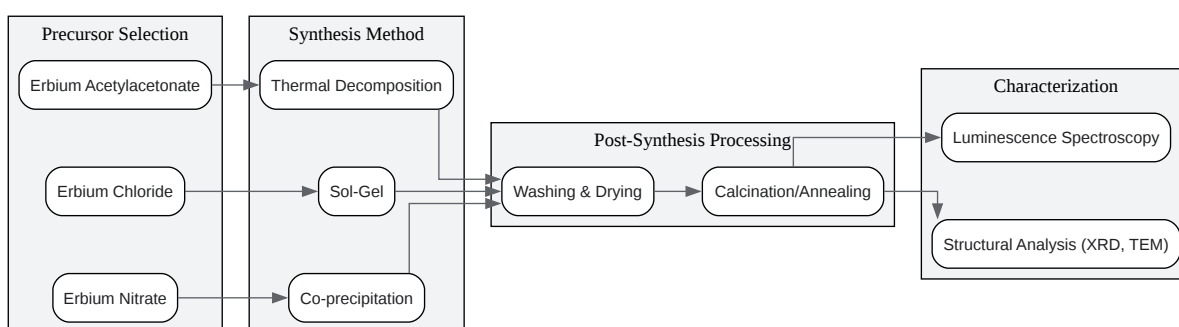 Precursor Selection
Erbium Acetylacetonate
Erbium Chloride
Erbium Nitrate
Synthesis Method
Thermal Decomposition
Sol-Gel
Co-precipitation
Post-Synthesis Processing
Washing & Drying
Calcination/Annealing
Characterization
Luminescence Spectroscopy
Structural Analysis (XRD, TEM)